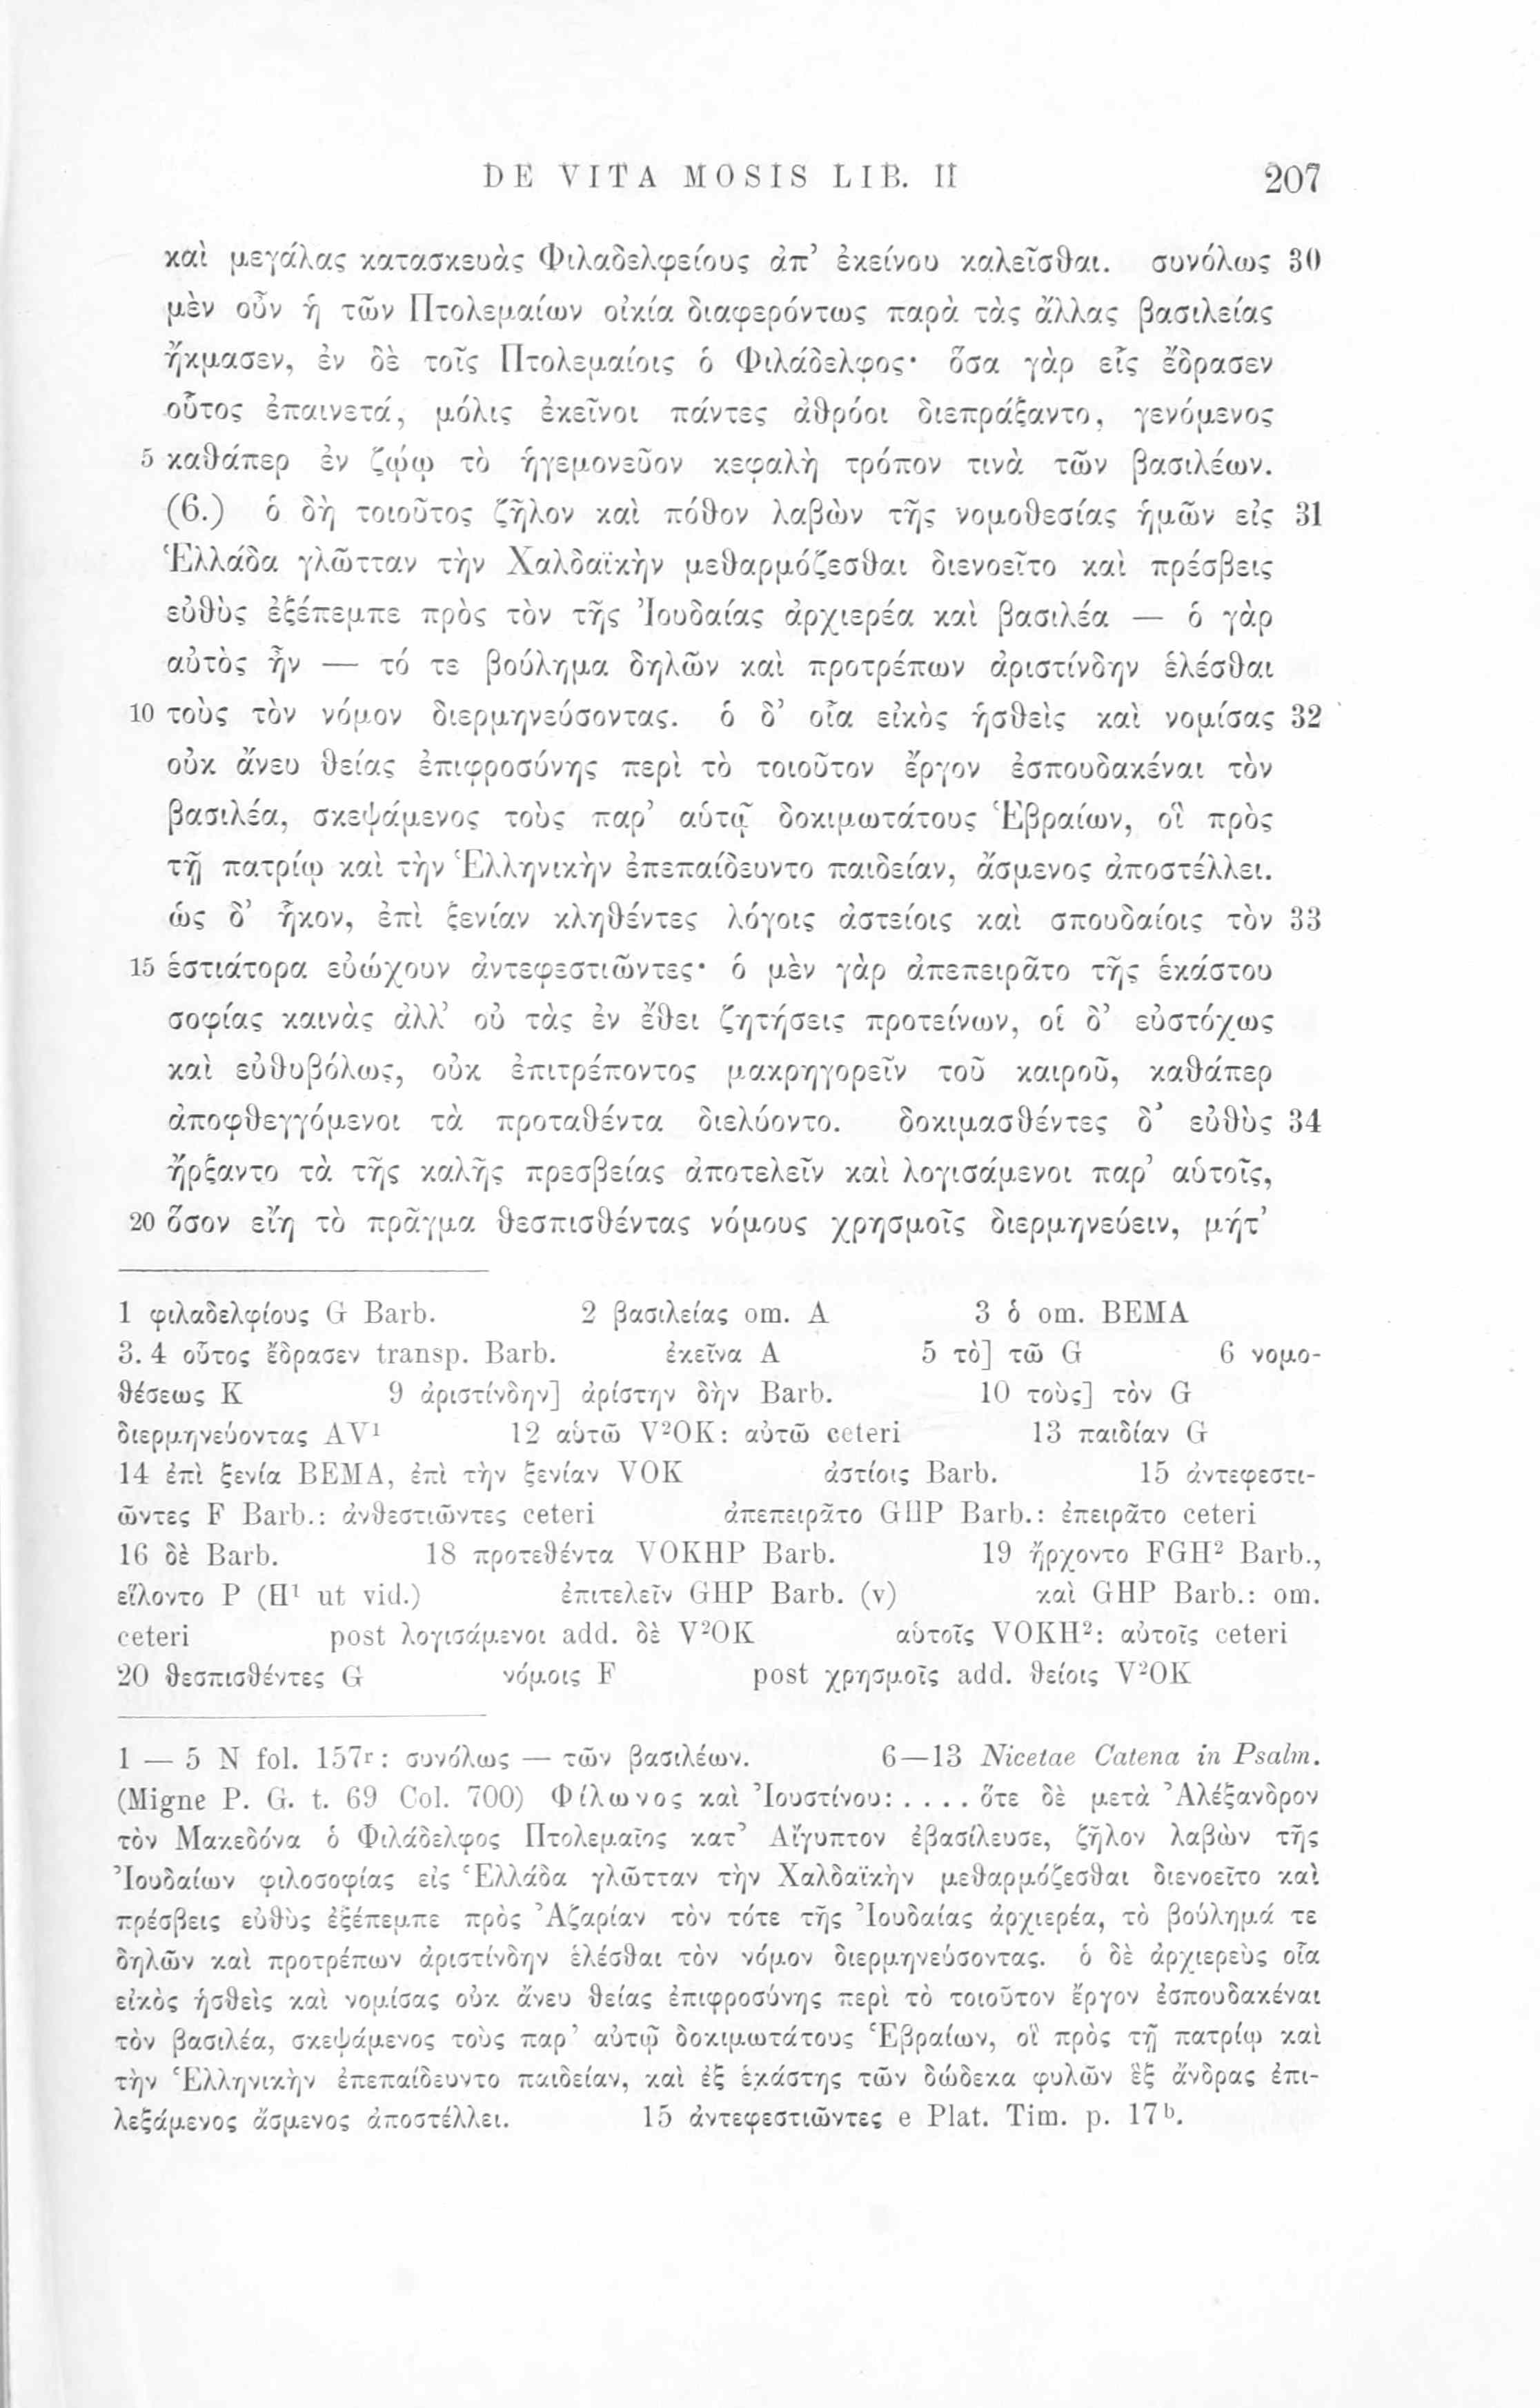 DE VITA MOSIS LIB. II 207
καὶ μεγάλας κατασκευὰς Φιλαδελφείους ἀπ’ ἐκείνου καλεῖσθαι. συνόλως 30
μὲν οὖν ἡ τῶν Πτολεμαίων οἰκία διαφερόντως παρὰ τὰς ἄλλας βασιλείας
ἤκμασεν, ἐν δὲ τοῖς Πτολεμαίοις ὁ Φιλάδελφος· ὅσα γὰρ εἷς ἔδρασεν
οὗτος ἐπαινετά, μόλις ἐκεῖνοι πάντες ἀθρόοι διεπράξαντο, γενόμενος
5 καθάπερ ἐν ζῴῳ τὸ ἡγεμονεῦον κεφαλὴ τρόπον τινὰ τῶν βασιλέων.
(6.) ὁ δὴ τοιοῦτος ζῆλον καὶ πόθον λαβὼν τῆς νομοθεσίας ἡμῶν εἰς 31
Ἑλλάδα γλῶτταν τὴν Χαλδαϊκὴν μεθαρμόζεσθαι διενοεῖτο καὶ πρέσβεις
εὐθὺς ἐξέπεμπε πρὸς τὸν τῆς Ἰουδαίας ἀρχιερέα καὶ βασιλέα — ὁ γὰρ
αὐτὸς ἦν — τό τε βούλημα δηλῶν καὶ προτρέπων ἀριστίνδην ἑλέσθαι
10 τοὺς τὸν νόμον διερμηνεύσοντας. ὁ δ’ οἷα εἰκὸς ἡσθεὶς καὶ νομίσας 32
οὐκ ἄνευ θείας ἐπιφροσύνης περὶ τὸ τοιοῦτον ἔργον ἐσπουδακέναι τὸν
βασιλέα, σκεψάμενος τοὺς παρ’ αὑτῷ δοκιμωτάτους Ἑβραίων, οἳ πρὸς
τῇ πατρίῳ καὶ τὴν Ἑλληνικὴν ἐπεπαίδευντο παιδείαν, ἄσμενος ἀποστέλλει.
ὡς δ’ ἧκον, ἐπὶ ξενίαν κληθέντες λόγοις ἀστείοις καὶ σπουδαίοις τὸν 33
15 ἑστιάτορα εὐώχουν ἀντεφεστιῶντες· ὁ μὲν γὰρ ἀπεπειρᾶτο τῆς ἑκάστου
σοφίας καινὰς ἀλλ’ οὐ τὰς ἐν ἔθει ζητήσεις προτείνων, οἱ δ’ εὐστόχως
καὶ εὐθυβόλως, οὐκ ἐπιτρέποντος μακρηγορεῖν τοῦ καιροῦ, καθάπερ
ἀποφθεγγόμενοι τὰ προταθέντα διελύοντο. δοκιμασθέντες δ’ εὐθὺς 34
ἤρξαντο τὰ τῆς καλῆς πρεσβείας ἀποτελεῖν καὶ λογισάμενοι παρ’ αὑτοῖς,
20 ὅσον εἴη τὸ πρᾶγμα θεσπισθέντας νόμους χρησμοῖς διερμηνεύειν, μήτ’
1 φιλαδελφίους G Barb. 2 βασιλείας om. A 3 ὁ om. BEMA
3. 4 οὗτος ἔδρασεν transp. Barb. ἐκεῖνα A 5 τὸ] τῶ G 6 νομο-
θέσεως K 9 ἀριστίνδην] ἀρίστην δὴν Barb. 10 τοὺς] τὸν G
διερμηνεύοντας AV¹ 12 αὑτῶ V²OK: αὐτῶ ceteri 13 παιδίαν G
14 ἐπὶ ξενία BEMA, ἐπὶ τὴν ξενίαν VOK ἀστίοις Barb. 15 ἀντεφεστι-
ῶντες F Barb.: ἀνθεστιῶντες ceteri ἀπεπειρᾶτο GHP Barb.: ἐπειρᾶτο ceteri
16 δὲ Barb. 18 προτεθέντα VOKHP Barb. 19 ἤρχοντο FGH² Barb.,
εἵλοντο P (H¹ ut vid.) ἐπιτελεῖν GHP Barb. (v) καὶ GHP Barb.: om.
ceteri post λογισάμενοι add. δὲ V²OK αὑτοῖς VOKH²: αὐτοῖς ceteri
20 θεσπισθέντες G νόμοις F post χρησμοῖς add. θείοις V²OK
1 — 5 N fol. 157r: συνόλως — τῶν βασιλέων. 6—13 Nicetae Catena in Psalm.
(Migne P. G. t. 69 Col. 700) Φίλωνος καὶ Ἰουστίνου: . . . . ὅτε δὲ μετὰ Ἀλέξανδρον
τὸν Μακεδόνα ὁ Φιλάδελφος Πτολεμαῖος κατ’ Αἴγυπτον ἐβασίλευσε, ζῆλον λαβὼν τῆς
Ἰουδαίων φιλοσοφίας εἰς Ἑλλάδα γλῶτταν τὴν Χαλδαϊκὴν μεθαρμόζεσθαι διενοεῖτο καὶ
πρέσβεις εὐθὺς ἐξέπεμπε πρὸς Ἀζαρίαν τὸν τότε τῆς Ἰουδαίας ἀρχιερέα, τὸ βούλημά τε
δηλῶν καὶ προτρέπων ἀριστίνδην ἑλέσθαι τὸν νόμον διερμηνεύσοντας. ὁ δὲ ἀρχιερεὺς οἷα
εἰκὸς ἡσθεὶς καὶ νομίσας οὐκ ἄνευ θείας ἐπιφροσύνης περὶ τὸ τοιοῦτον ἔργον ἐσπουδακέναι
τὸν βασιλέα, σκεψάμενος τοὺς παρ’ αὐτῷ δοκιμωτάτους Ἑβραίων, οἳ πρὸς τῇ πατρίῳ καὶ
τὴν Ἑλληνικὴν ἐπεπαίδευντο παιδείαν, καὶ ἐξ ἑκάστης τῶν δώδεκα φυλῶν ἓξ ἄνδρας ἐπι-
λεξάμενος ἄσμενος ἀποστέλλει. 15 ἀντεφεστιῶντες e Plat. Tim. p. 17b.